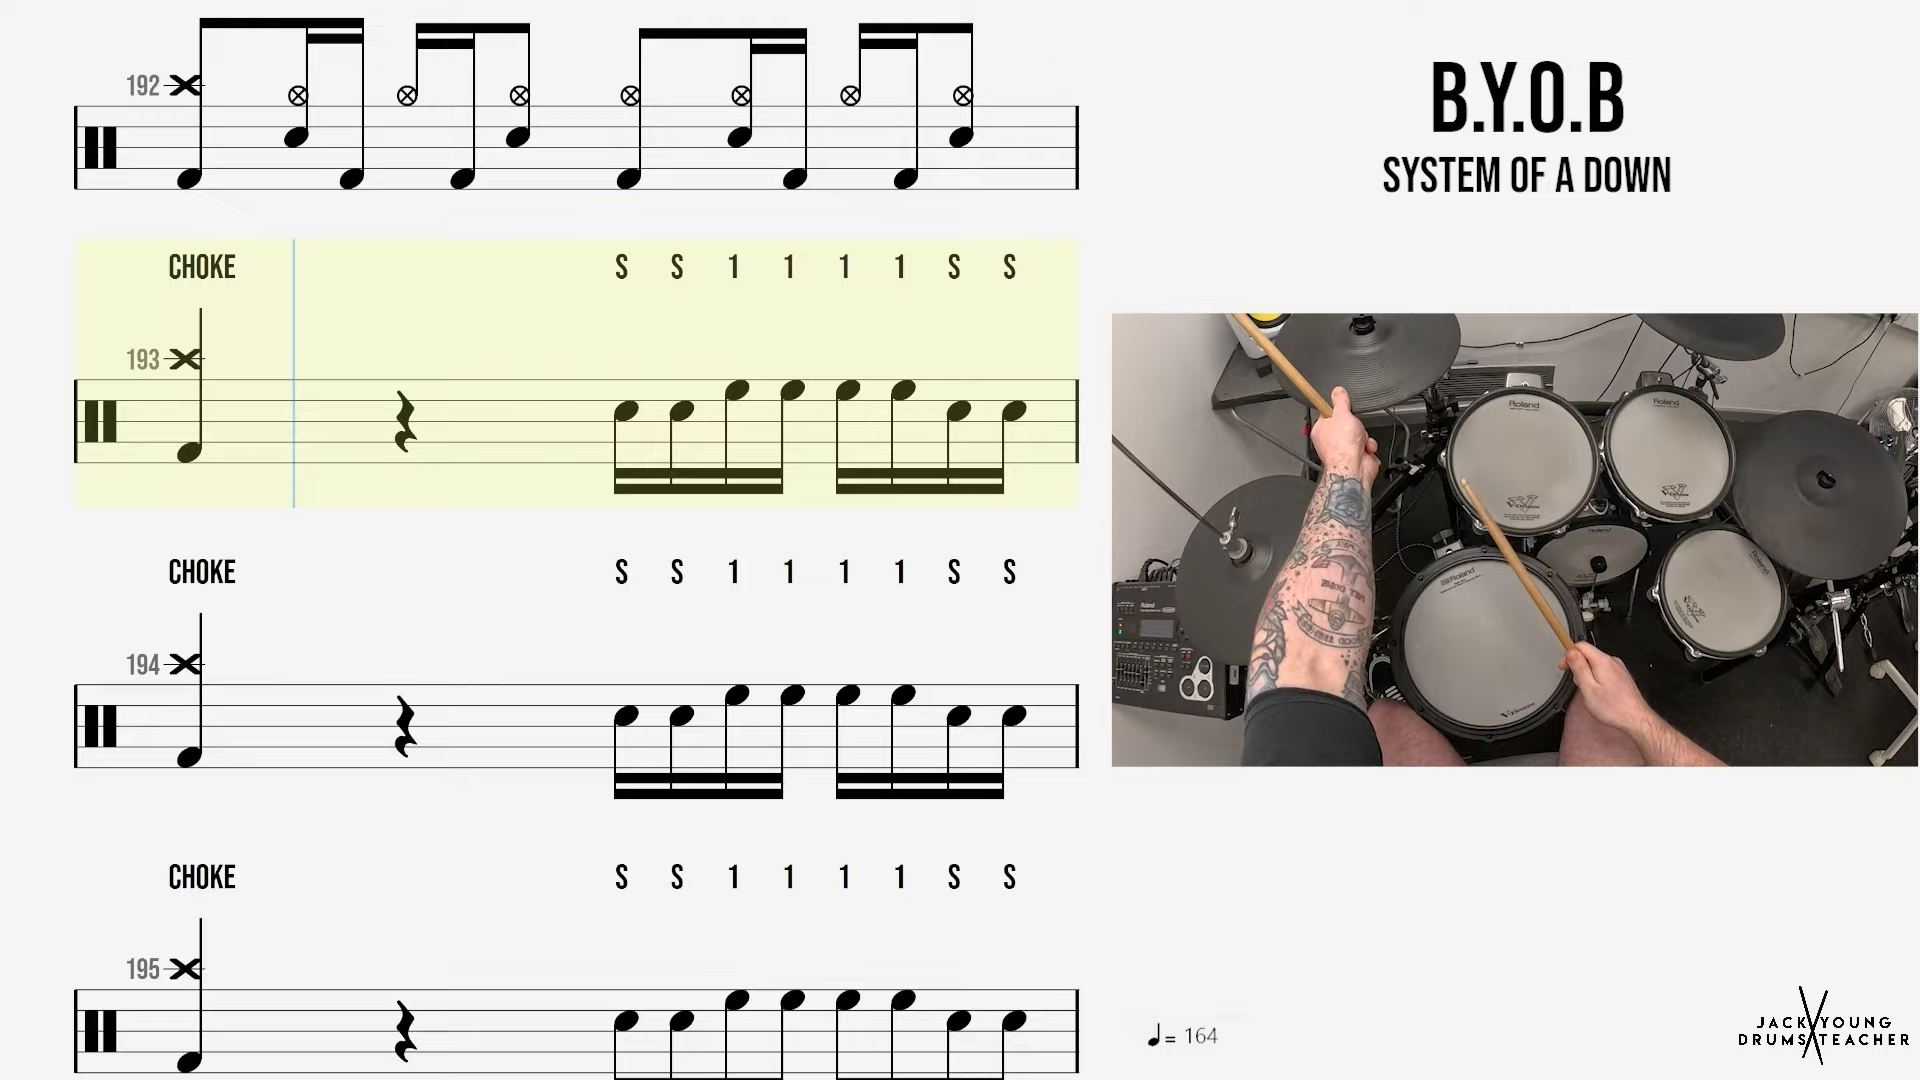 192
B.Y.O.B
SYSTEM OF A DOWN
CHOKE S S 1 1 1 1 S S
193
CHOKE S S 1 1 1 1 S S
194
CHOKE S S 1 1 1 1 S S
195
Roland
Roland
Roland
V-Drums
= 164
JACK YOUNG
DRUMS TEACHER